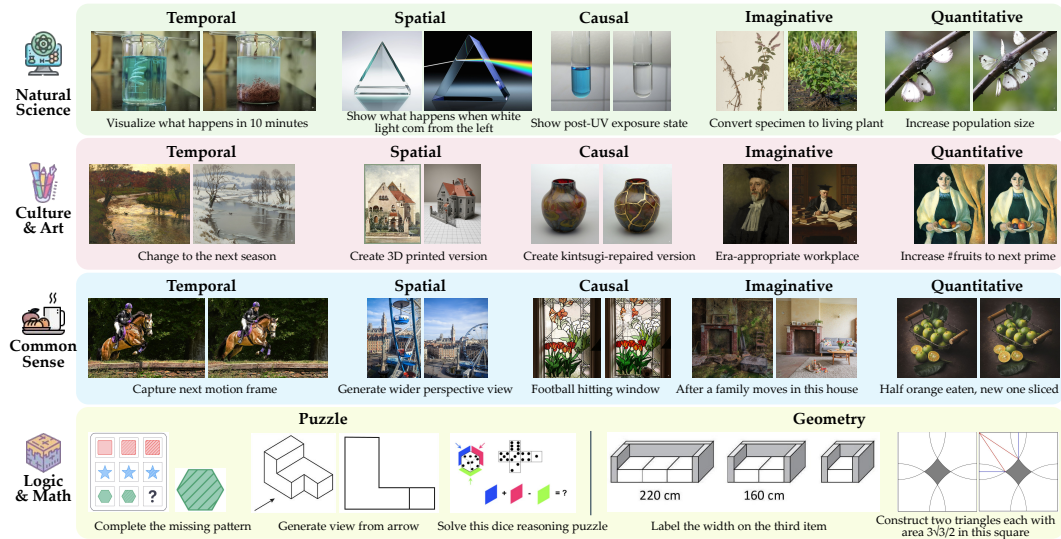 Temporal
Spatial
Causal
Imaginative
Quantitative
Natural
Science
Visualize what happens in 10 minutes
Show what happens when white
light com from the left
Show post-UV exposure state
Convert specimen to living plant
Increase population size
Temporal
Spatial
Causal
Imaginative
Quantitative
Culture
& Art
Change to the next season
Create 3D printed version
Create kintsugi-repaired version
Era-appropriate workplace
Increase #fruits to next prime
Temporal
Spatial
Causal
Imaginative
Quantitative
Common
Sense
Capture next motion frame
Generate wider perspective view
Football hitting window
After a family moves in this house
Half orange eaten, new one sliced
Puzzle
Geometry
Logic
& Math
?
+ - = ?
220 cm
160 cm
Complete the missing pattern
Generate view from arrow
Solve this dice reasoning puzzle
Label the width on the third item
Construct two triangles each with
area 3√3/2 in this square